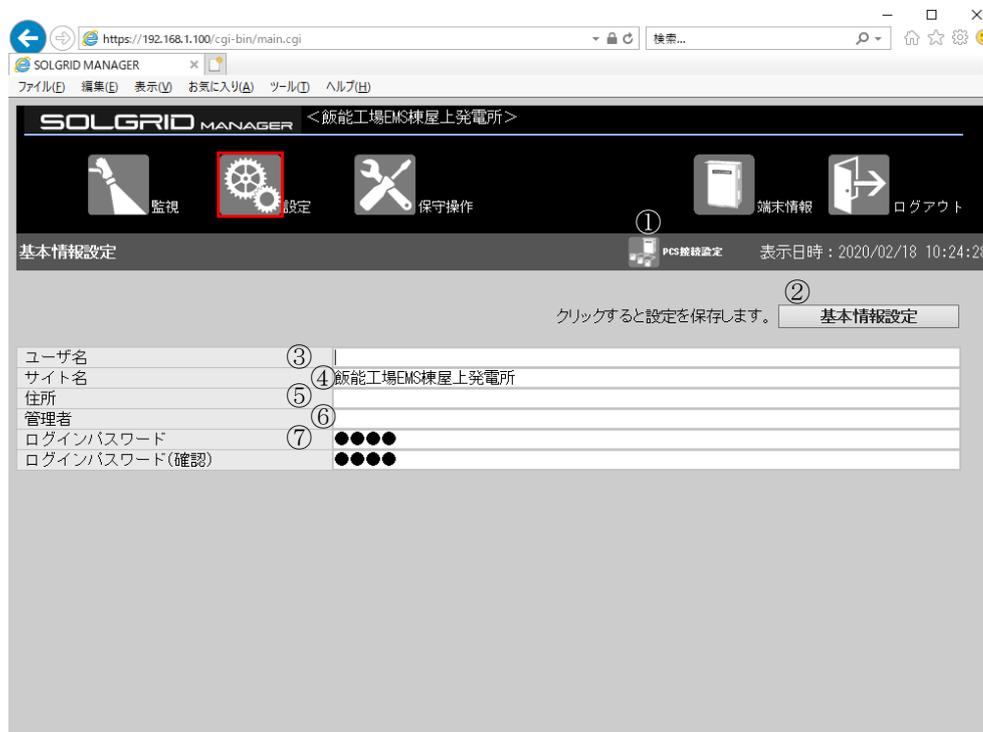 https://192.168.1.100/cgi-bin/main.cgi
検索...
SOLGRID MANAGER
ファイル(F) 編集(E) 表示(V) お気に入り(A) ツール(T) ヘルプ(H)
SOLGRID MANAGER <飯能工場EMS棟屋上発電所>
監視 設定 保守操作 端末情報 ログアウト
①
基本情報設定 PCS接続設定 表示日時:2020/02/18 10:24:28
②
クリックすると設定を保存します。 基本情報設定
ユーザ名 ③
サイト名 ④ 飯能工場EMS棟屋上発電所
住所 ⑤
管理者 ⑥
ログインパスワード ⑦ ●●●●
ログインパスワード(確認) ●●●●